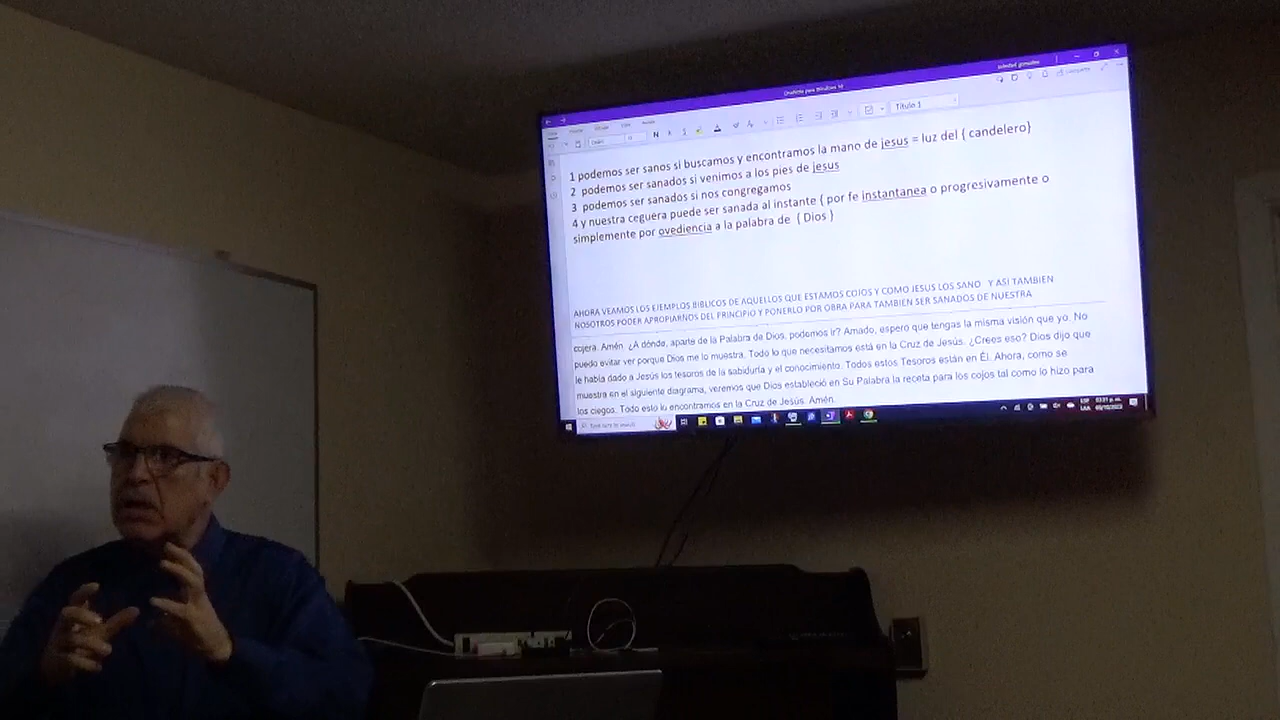 OneNote para Windows 10
Título 1
1 podemos ser sanos si buscamos y encontramos la mano de jesus = luz del { candelero}
2 podemos ser sanados si venimos a los pies de jesus
3 podemos ser sanados si nos congregamos
4 y nuestra ceguera puede ser sanada al instante { por fe instantanea o progresivamente o
simplemente por ovediencia a la palabra de { Dios }
AHORA VEAMOS LOS EJEMPLOS BIBLICOS DE AQUELLOS QUE ESTAMOS COJOS Y COMO JESUS LOS SANO Y ASI TAMBIEN
NOSOTROS PODER APROPIARNOS DEL PRINCIPIO Y PONERLO POR OBRA PARA TAMBIEN SER SANADOS DE NUESTRA
cojera. Amén. ¿A dónde, aparte de la Palabra de Dios, podemos ir? Amado, espero que tengas la misma visión que yo. No
puedo evitar ver porque Dios me lo muestra. Todo lo que necesitamos está en la Cruz de Jesús. ¿Crees eso? Dios dijo que
le había dado a Jesús los tesoros de la sabiduría y el conocimiento. Todos estos Tesoros están en Él. Ahora, como se
muestra en el siguiente diagrama, veremos que Dios estableció en Su Palabra la receta para los cojos tal como lo hizo para
los ciegos. Todo esto lo encontramos en la Cruz de Jesús. Amén.